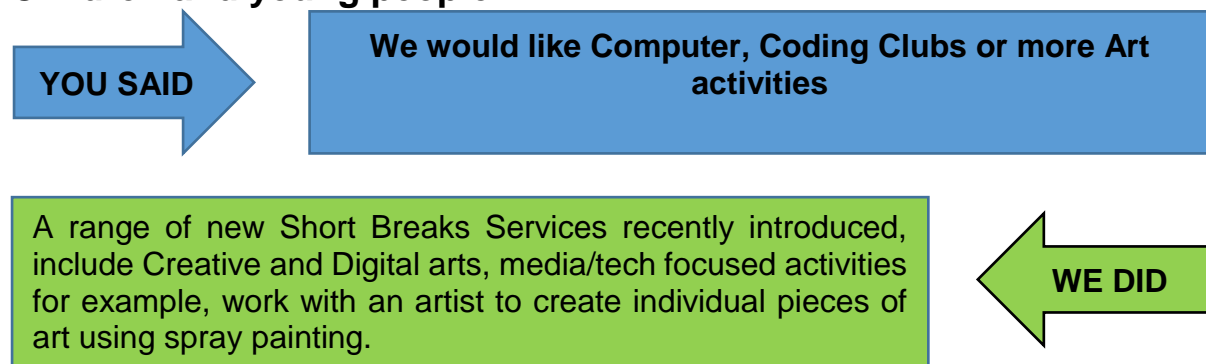 YOU SAID
We would like Computer, Coding Clubs or more Art
activities
A range of new Short Breaks Services recently introduced,
include Creative and Digital arts, media/tech focused activities
for example, work with an artist to create individual pieces of
art using spray painting.
WE DID